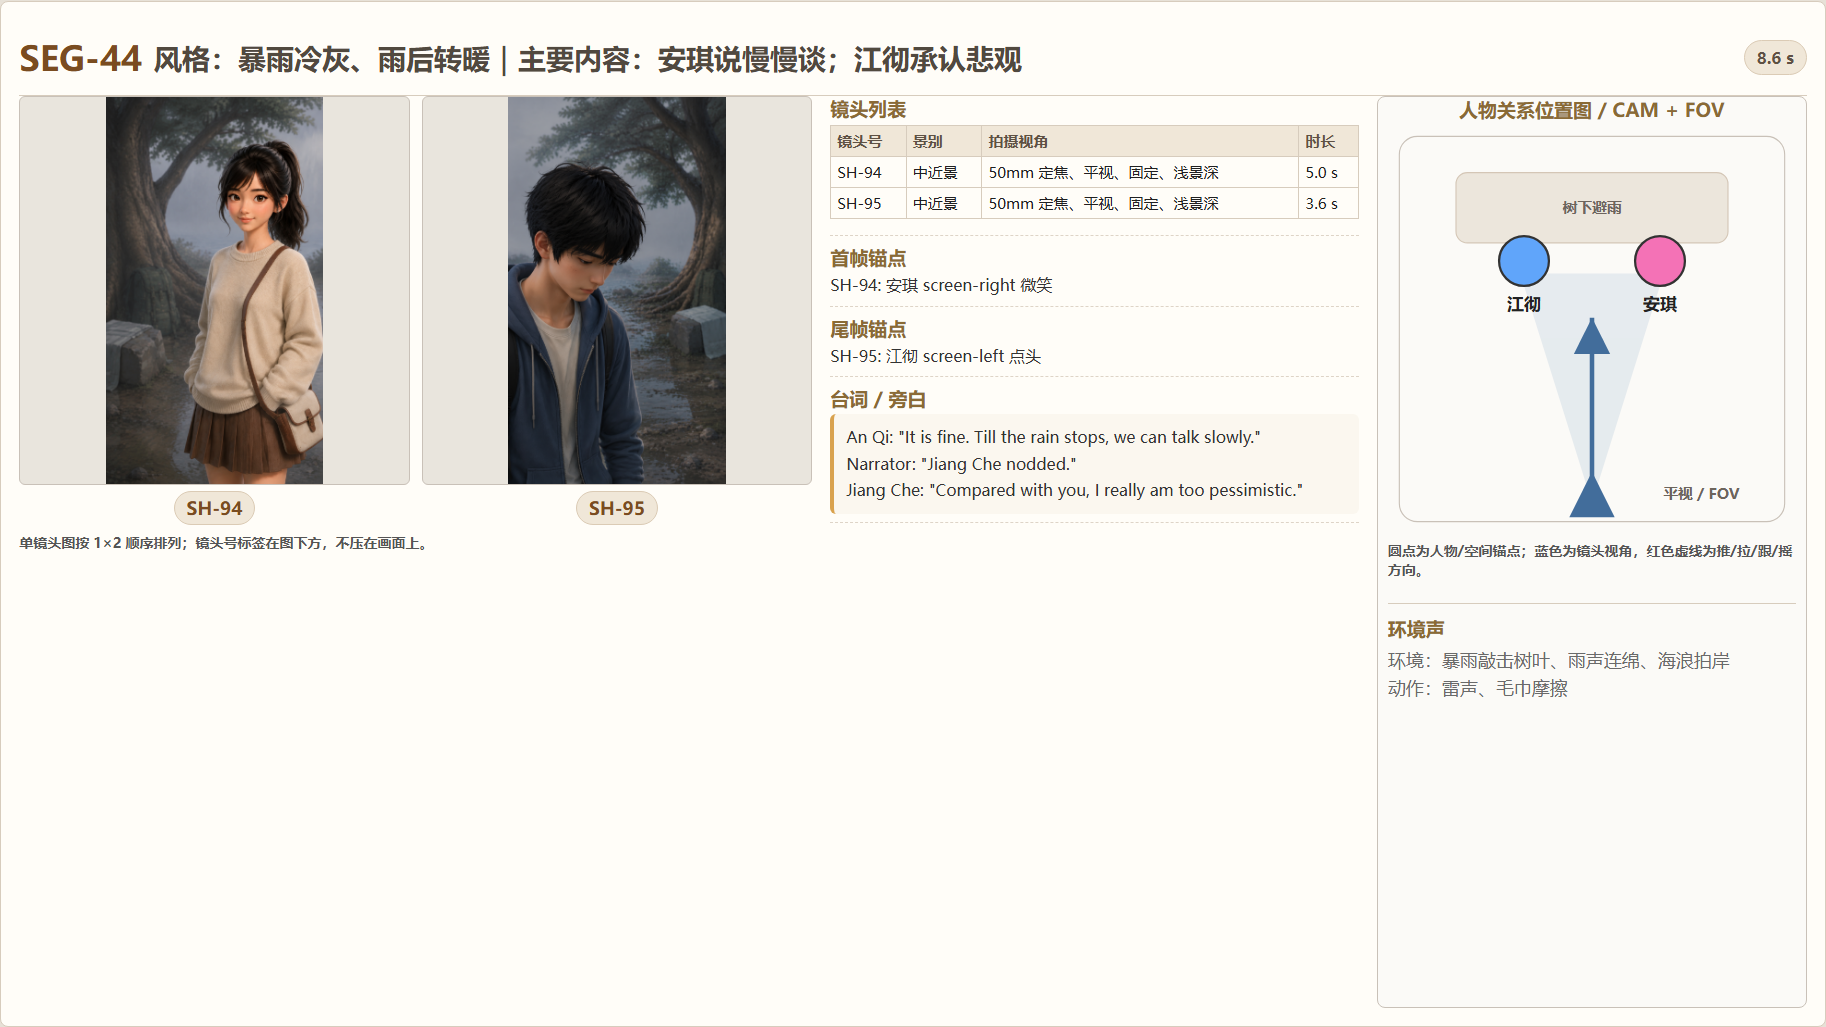 SEG-44 风格：暴雨冷灰、雨后转暖 | 主要内容：安琪说慢慢谈；江彻承认悲观
8.6 s
SH-94
SH-95
单镜头图按 1×2 顺序排列；镜头号标签在图下方，不压在画面上。
镜头列表
镜头号 景别 拍摄视角 时长
SH-94 中近景 50mm 定焦、平视、固定、浅景深 5.0 s
SH-95 中近景 50mm 定焦、平视、固定、浅景深 3.6 s
首帧锚点
SH-94: 安琪 screen-right 微笑
尾帧锚点
SH-95: 江彻 screen-left 点头
台词 / 旁白
An Qi: "It is fine. Till the rain stops, we can talk slowly."
Narrator: "Jiang Che nodded."
Jiang Che: "Compared with you, I really am too pessimistic."
人物关系位置图 / CAM + FOV
树下避雨
江彻
安琪
平视 / FOV
圆点为人物/空间锚点；蓝色为镜头视角，红色虚线为推/拉/跟/摇
方向。
环境声
环境：暴雨敲击树叶、雨声连绵、海浪拍岸
动作：雷声、毛巾摩擦